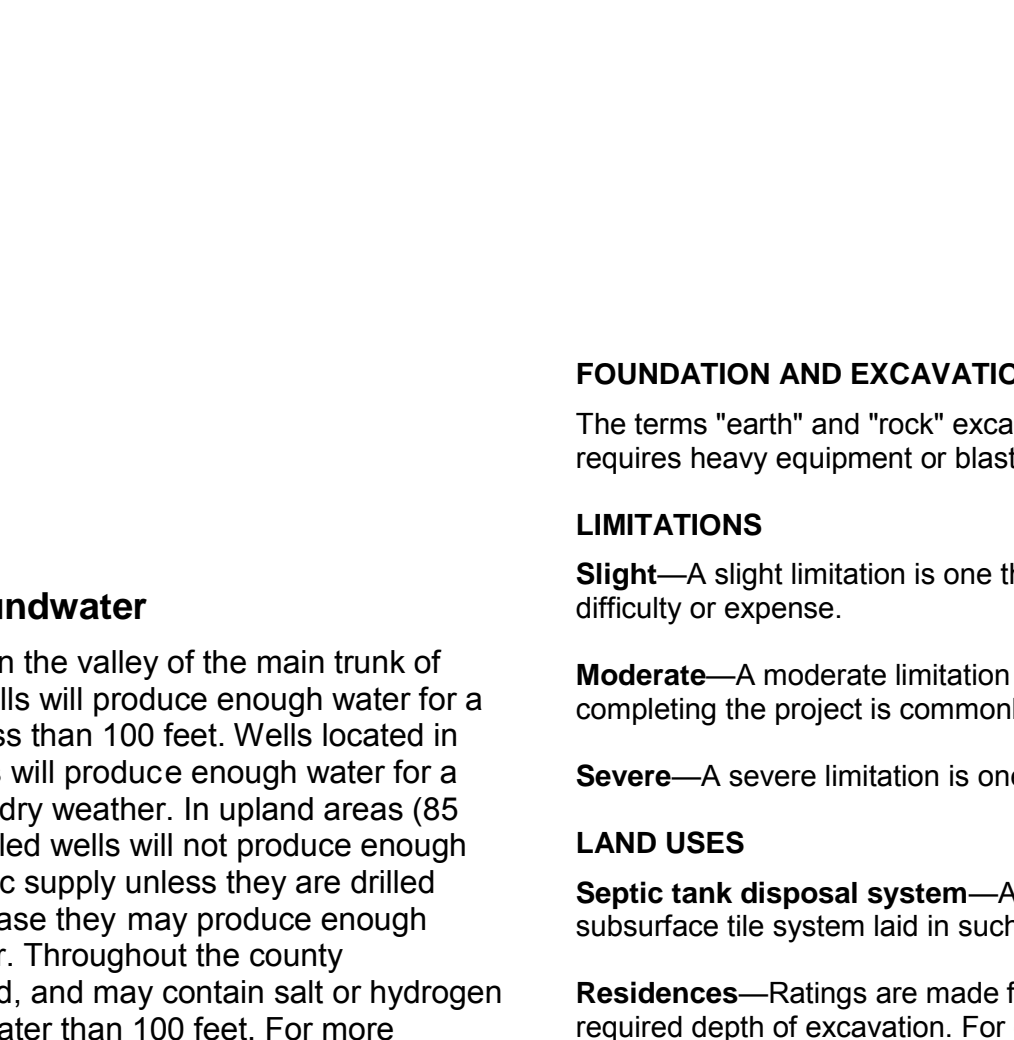 undwater
n the valley of the main trunk of
lls will produce enough water for a
ss than 100 feet. Wells located in
s will produce enough water for a
dry weather. In upland areas (85
led wells will not produce enough
c supply unless they are drilled
ase they may produce enough
r. Throughout the county
d, and may contain salt or hydrogen
ater than 100 feet. For more
FOUNDATION AND EXCAVATIO
The terms "earth" and "rock" exca
requires heavy equipment or blast
LIMITATIONS
Slight—A slight limitation is one th
difficulty or expense.
Moderate—A moderate limitation
completing the project is commonl
Severe—A severe limitation is one
LAND USES
Septic tank disposal system—A
subsurface tile system laid in such
Residences—Ratings are made f
required depth of excavation. For